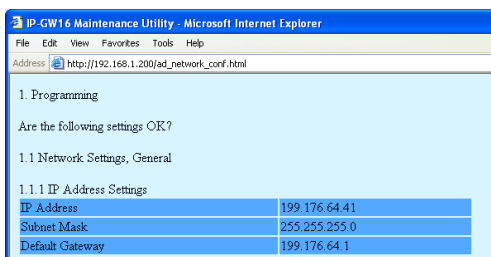 IP-GW16 Maintenance Utility - Microsoft Internet Explorer
File Edit View Favorites Tools Help
Address http://192.168.1.200/ad_network_conf.html
1. Programming
Are the following settings OK?
1.1 Network Settings, General
1.1.1 IP Address Settings
IP Address 199.176.64.41
Subnet Mask 255.255.255.0
Default Gateway 199.176.64.1